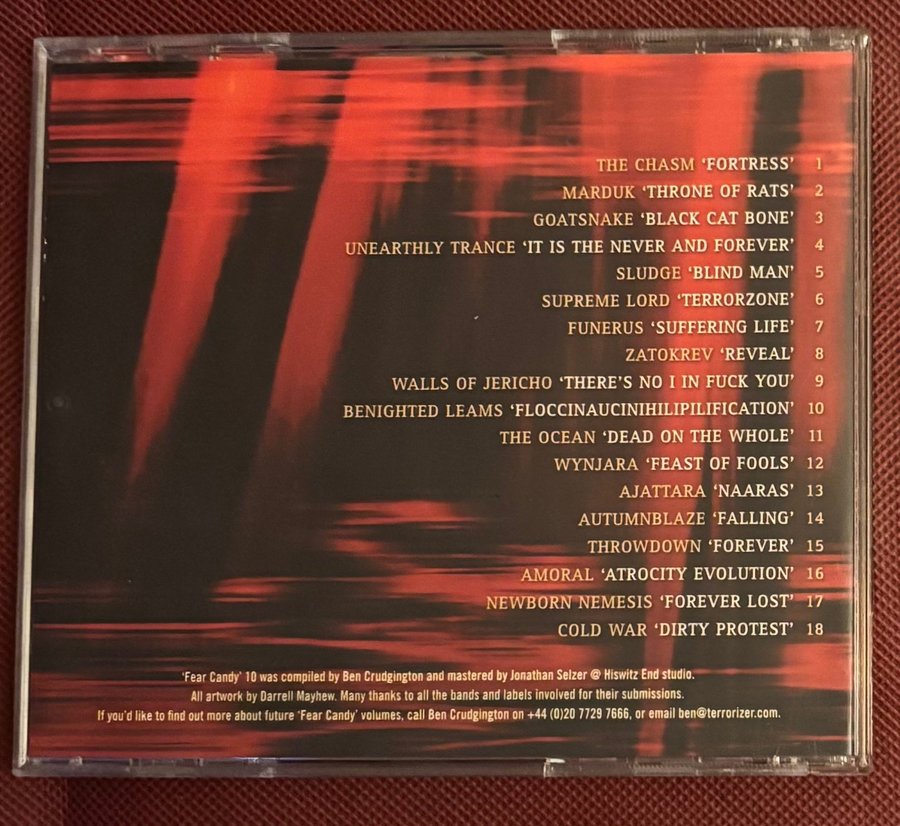 THE CHASM ‘FORTRESS’ 1
MARDUK ‘THRONE OF RATS’ 2
GOATSNAKE ‘BLACK CAT BONE’ 3
UNEARTHLY TRANCE ‘IT IS THE NEVER AND FOREVER’ 4
SLUDGE ‘BLIND MAN’ 5
SUPREME LORD ‘TERRORZONE’ 6
FUNERUS ‘SUFFERING LIFE’ 7
ZATOKREV ‘REVEAL’ 8
WALLS OF JERICHO ‘THERE’S NO I IN FUCK YOU’ 9
BENIGHTED LEAMS ‘FLOCCINAUCINIHILIPILIFICATION’ 10
THE OCEAN ‘DEAD ON THE WHOLE’ 11
WYNJARA ‘FEAST OF FOOLS’ 12
AJATTARA ‘NAARAS’ 13
AUTUMNBLAZE ‘FALLING’ 14
THROWDOWN ‘FOREVER’ 15
AMORAL ‘ATROCITY EVOLUTION’ 16
NEWBORN NEMESIS ‘FOREVER LOST’ 17
COLD WAR ‘DIRTY PROTEST’ 18
‘Fear Candy’ 10 was compiled by Ben Crudgington and mastered by Jonathan Selzer @ Hiswitz End studio.
All artwork by Darrell Mayhew. Many thanks to all the bands and labels involved for their submissions.
If you’d like to find out more about future ‘Fear Candy’ volumes, call Ben Crudgington on +44 (0)20 7729 7666, or email ben@terrorizer.com.